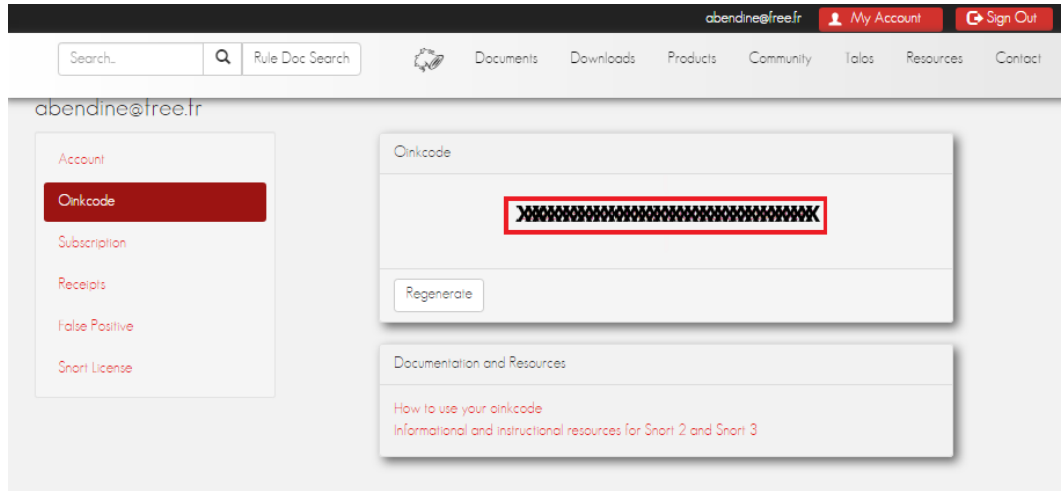 abendine@free.fr My Account Sign Out
Search... Rule Doc Search Documents Downloads Products Community Talos Resources Contact
abendine@free.fr
Account
Oinkcode
Subscription
Receipts
False Positive
Snort License
Oinkcode
Regenerate
Documentation and Resources
How to use your oinkcode
Informational and instructional resources for Snort 2 and Snort 3